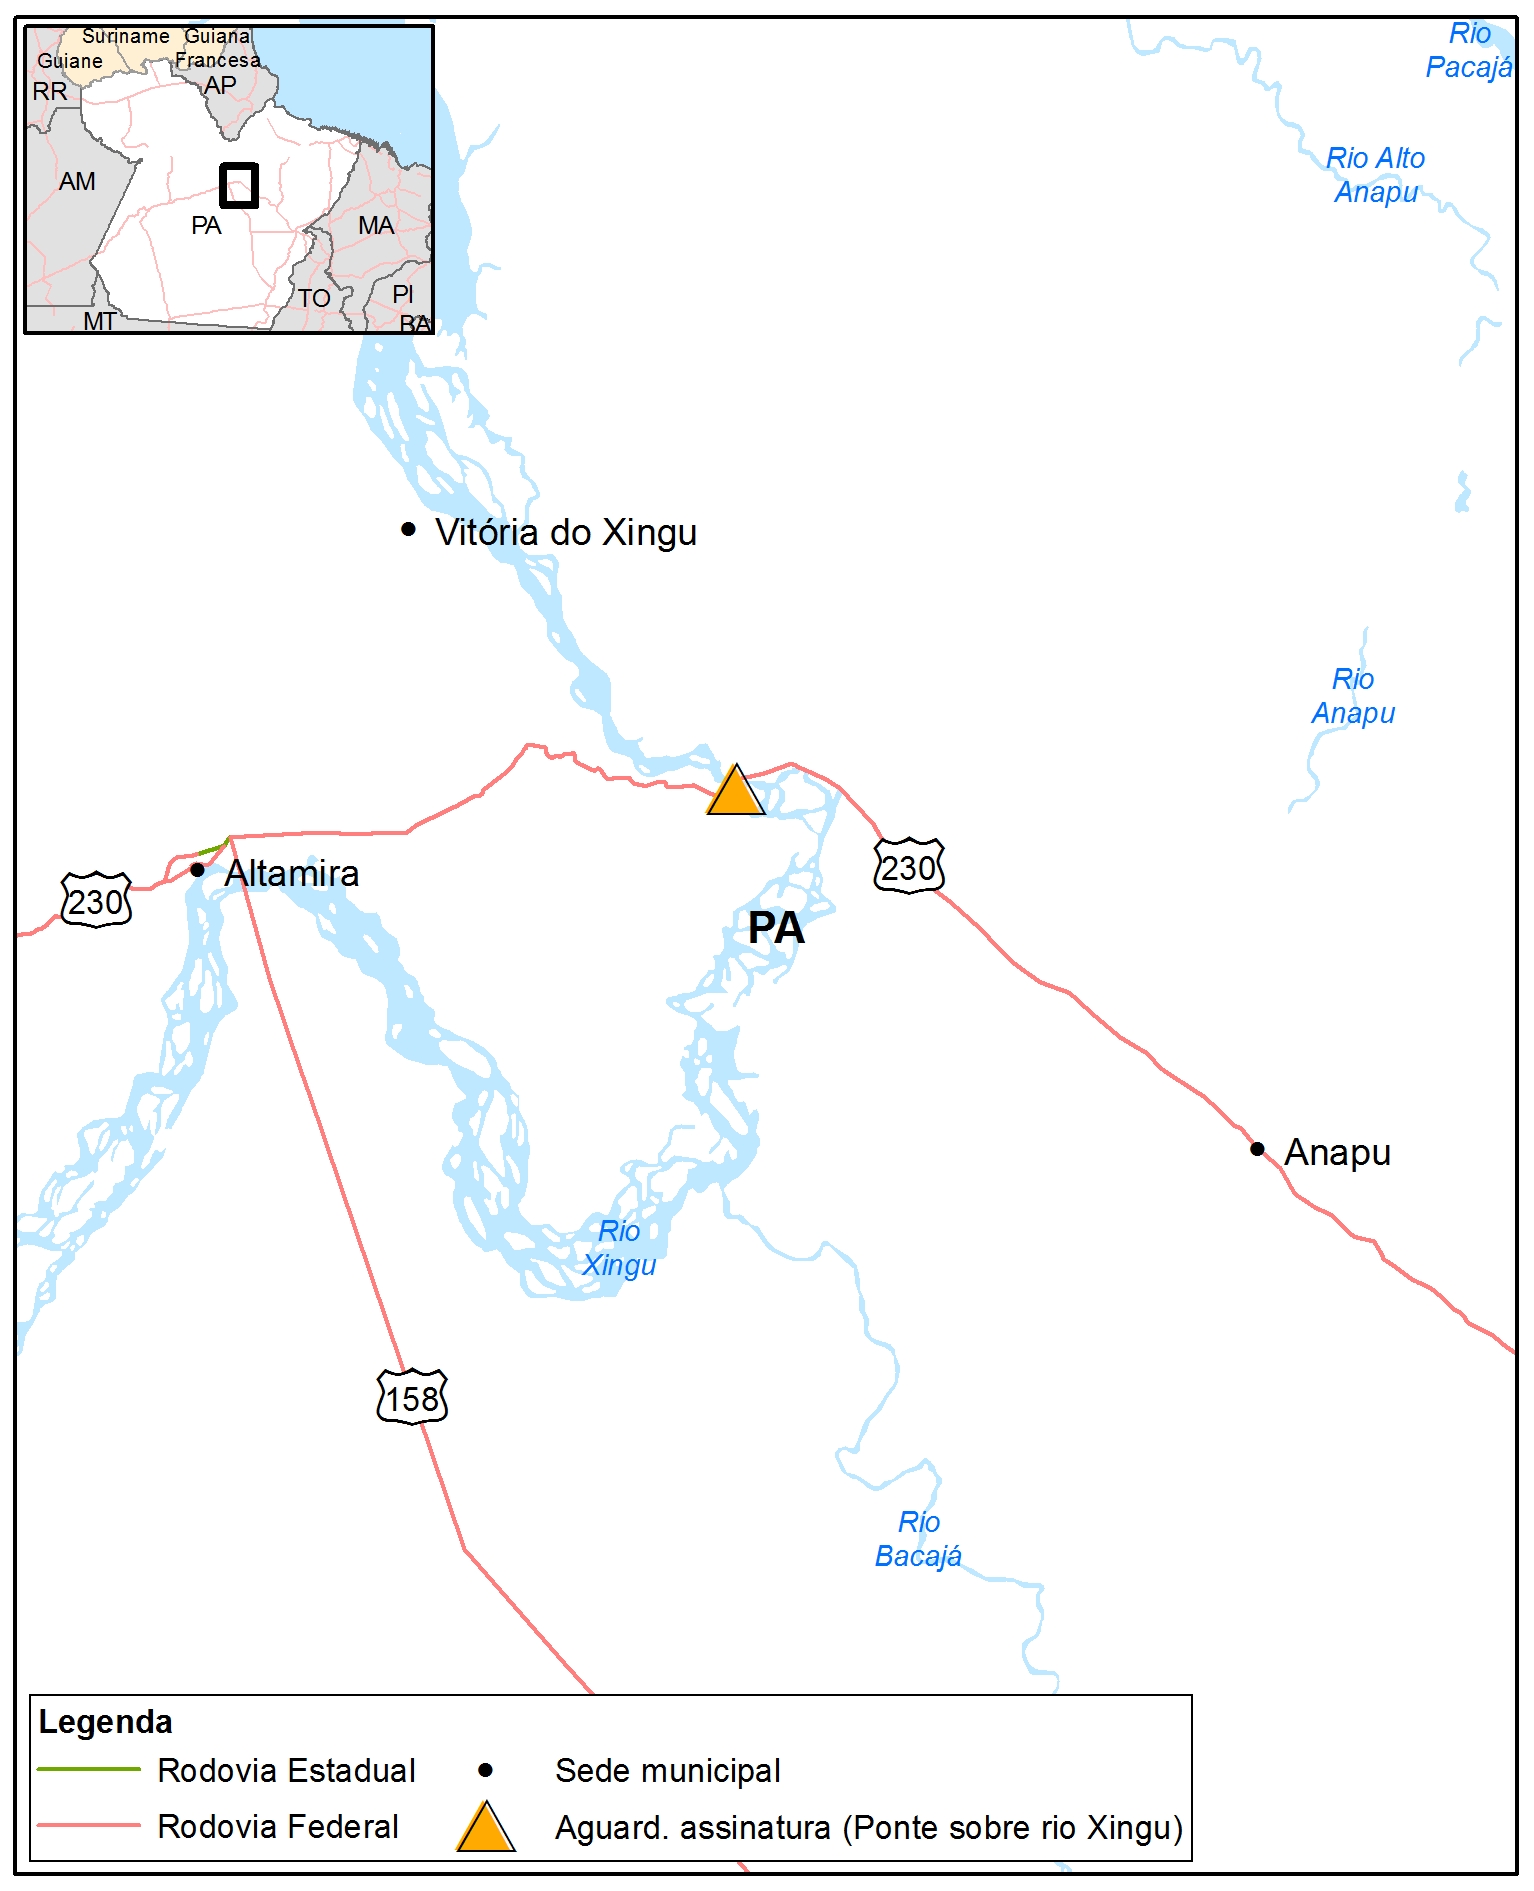 Suriname
Guiana
Francesa
Guiane
RR
AP
AM
PA
MA
TO
PI
MT
BA
Rio
Pacajá
Rio Alto
Anapu
Vitória do Xingu
Rio
Anapu
230
Altamira
230
PA
Anapu
Rio
Xingu
158
Rio
Bacajá
Legenda
Rodovia Estadual
Sede municipal
Rodovia Federal
Aguard. assinatura (Ponte sobre rio Xingu)